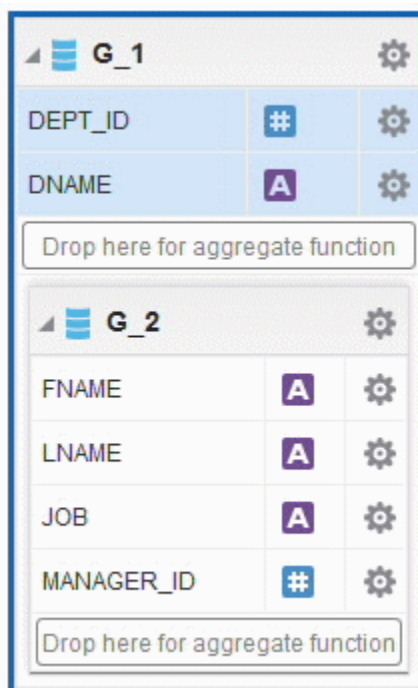 G_1
DEPT_ID #
DNAME A
Drop here for aggregate function
G_2
FNAME A
LNAME A
JOB A
MANAGER_ID #
Drop here for aggregate function